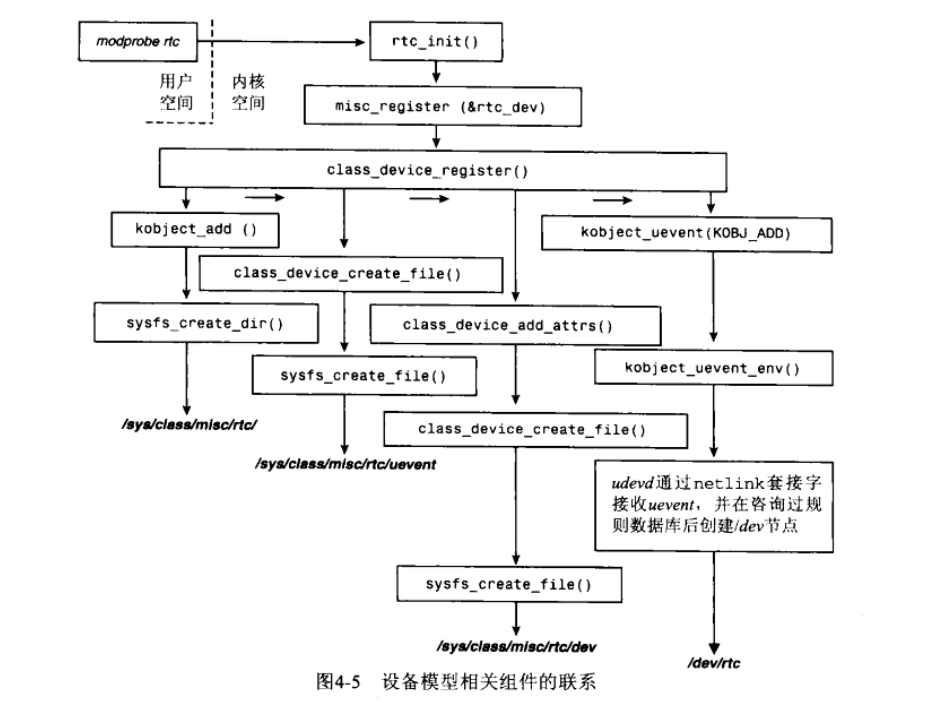 modprobe rtc
rtc_init()
用户
空间
内核
空间
misc_register (&rtc_dev)
class_device_register()
kobject_add ()
kobject_uevent(KOBJ_ADD)
class_device_create_file()
sysfs_create_dir()
class_device_add_attrs()
sysfs_create_file()
kobject_uevent_env()
/sys/class/misc/rtc/
class_device_create_file()
/sys/class/misc/rtc/uevent
udevd通过netlink套接字
接收uevent，并在咨询过规
则数据库后创建/dev节点
sysfs_create_file()
/sys/class/misc/rtc/dev
/dev/rtc
图4-5 设备模型相关组件的联系